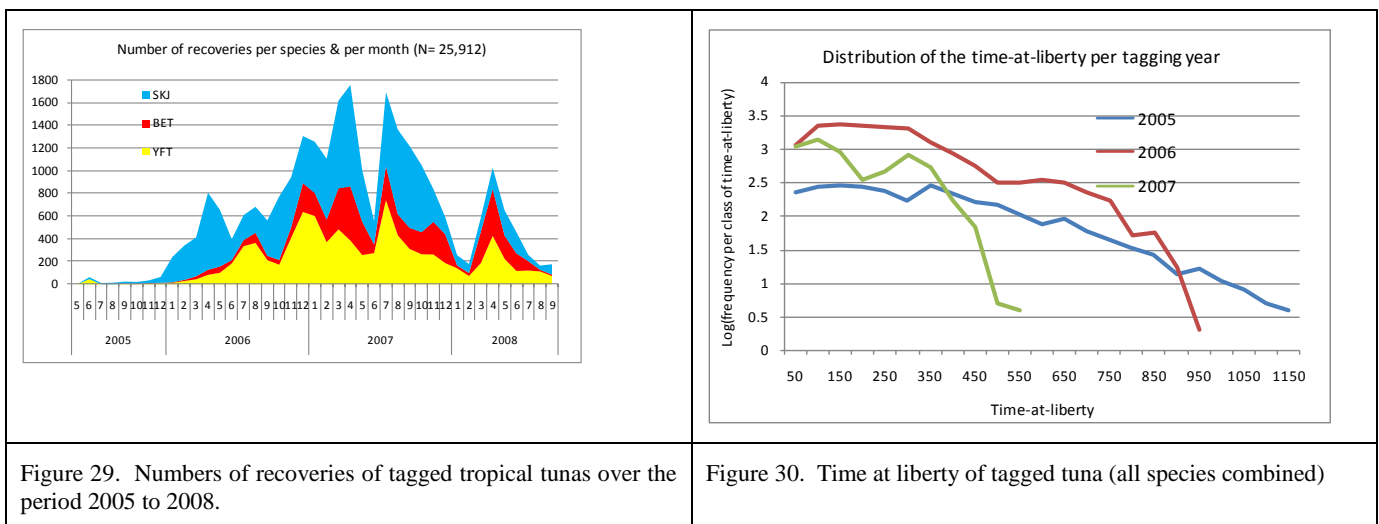 Number of recoveries per species & per month (N= 25,912)
1800
1600
1400
1200
1000
800
600
400
200
0
SKJ
BET
YFT
5 6 7 8 9 10 11 12 1 2 3 4 5 6 7 8 9 10 11 12 1 2 3 4 5 6 7 8 9 10 11 12 1 2 3 4 5 6 7 8 9
2005 2006 2007 2008
Figure 29. Numbers of recoveries of tagged tropical tunas over the
period 2005 to 2008.
Distribution of the time-at-liberty per tagging year
Log(frequency per class of time-at-liberty)
4
3.5
3
2.5
2
1.5
1
0.5
0
2005
2006
2007
50 150 250 350 450 550 650 750 850 950 1050 1150
Time-at-liberty
Figure 30. Time at liberty of tagged tuna (all species combined)